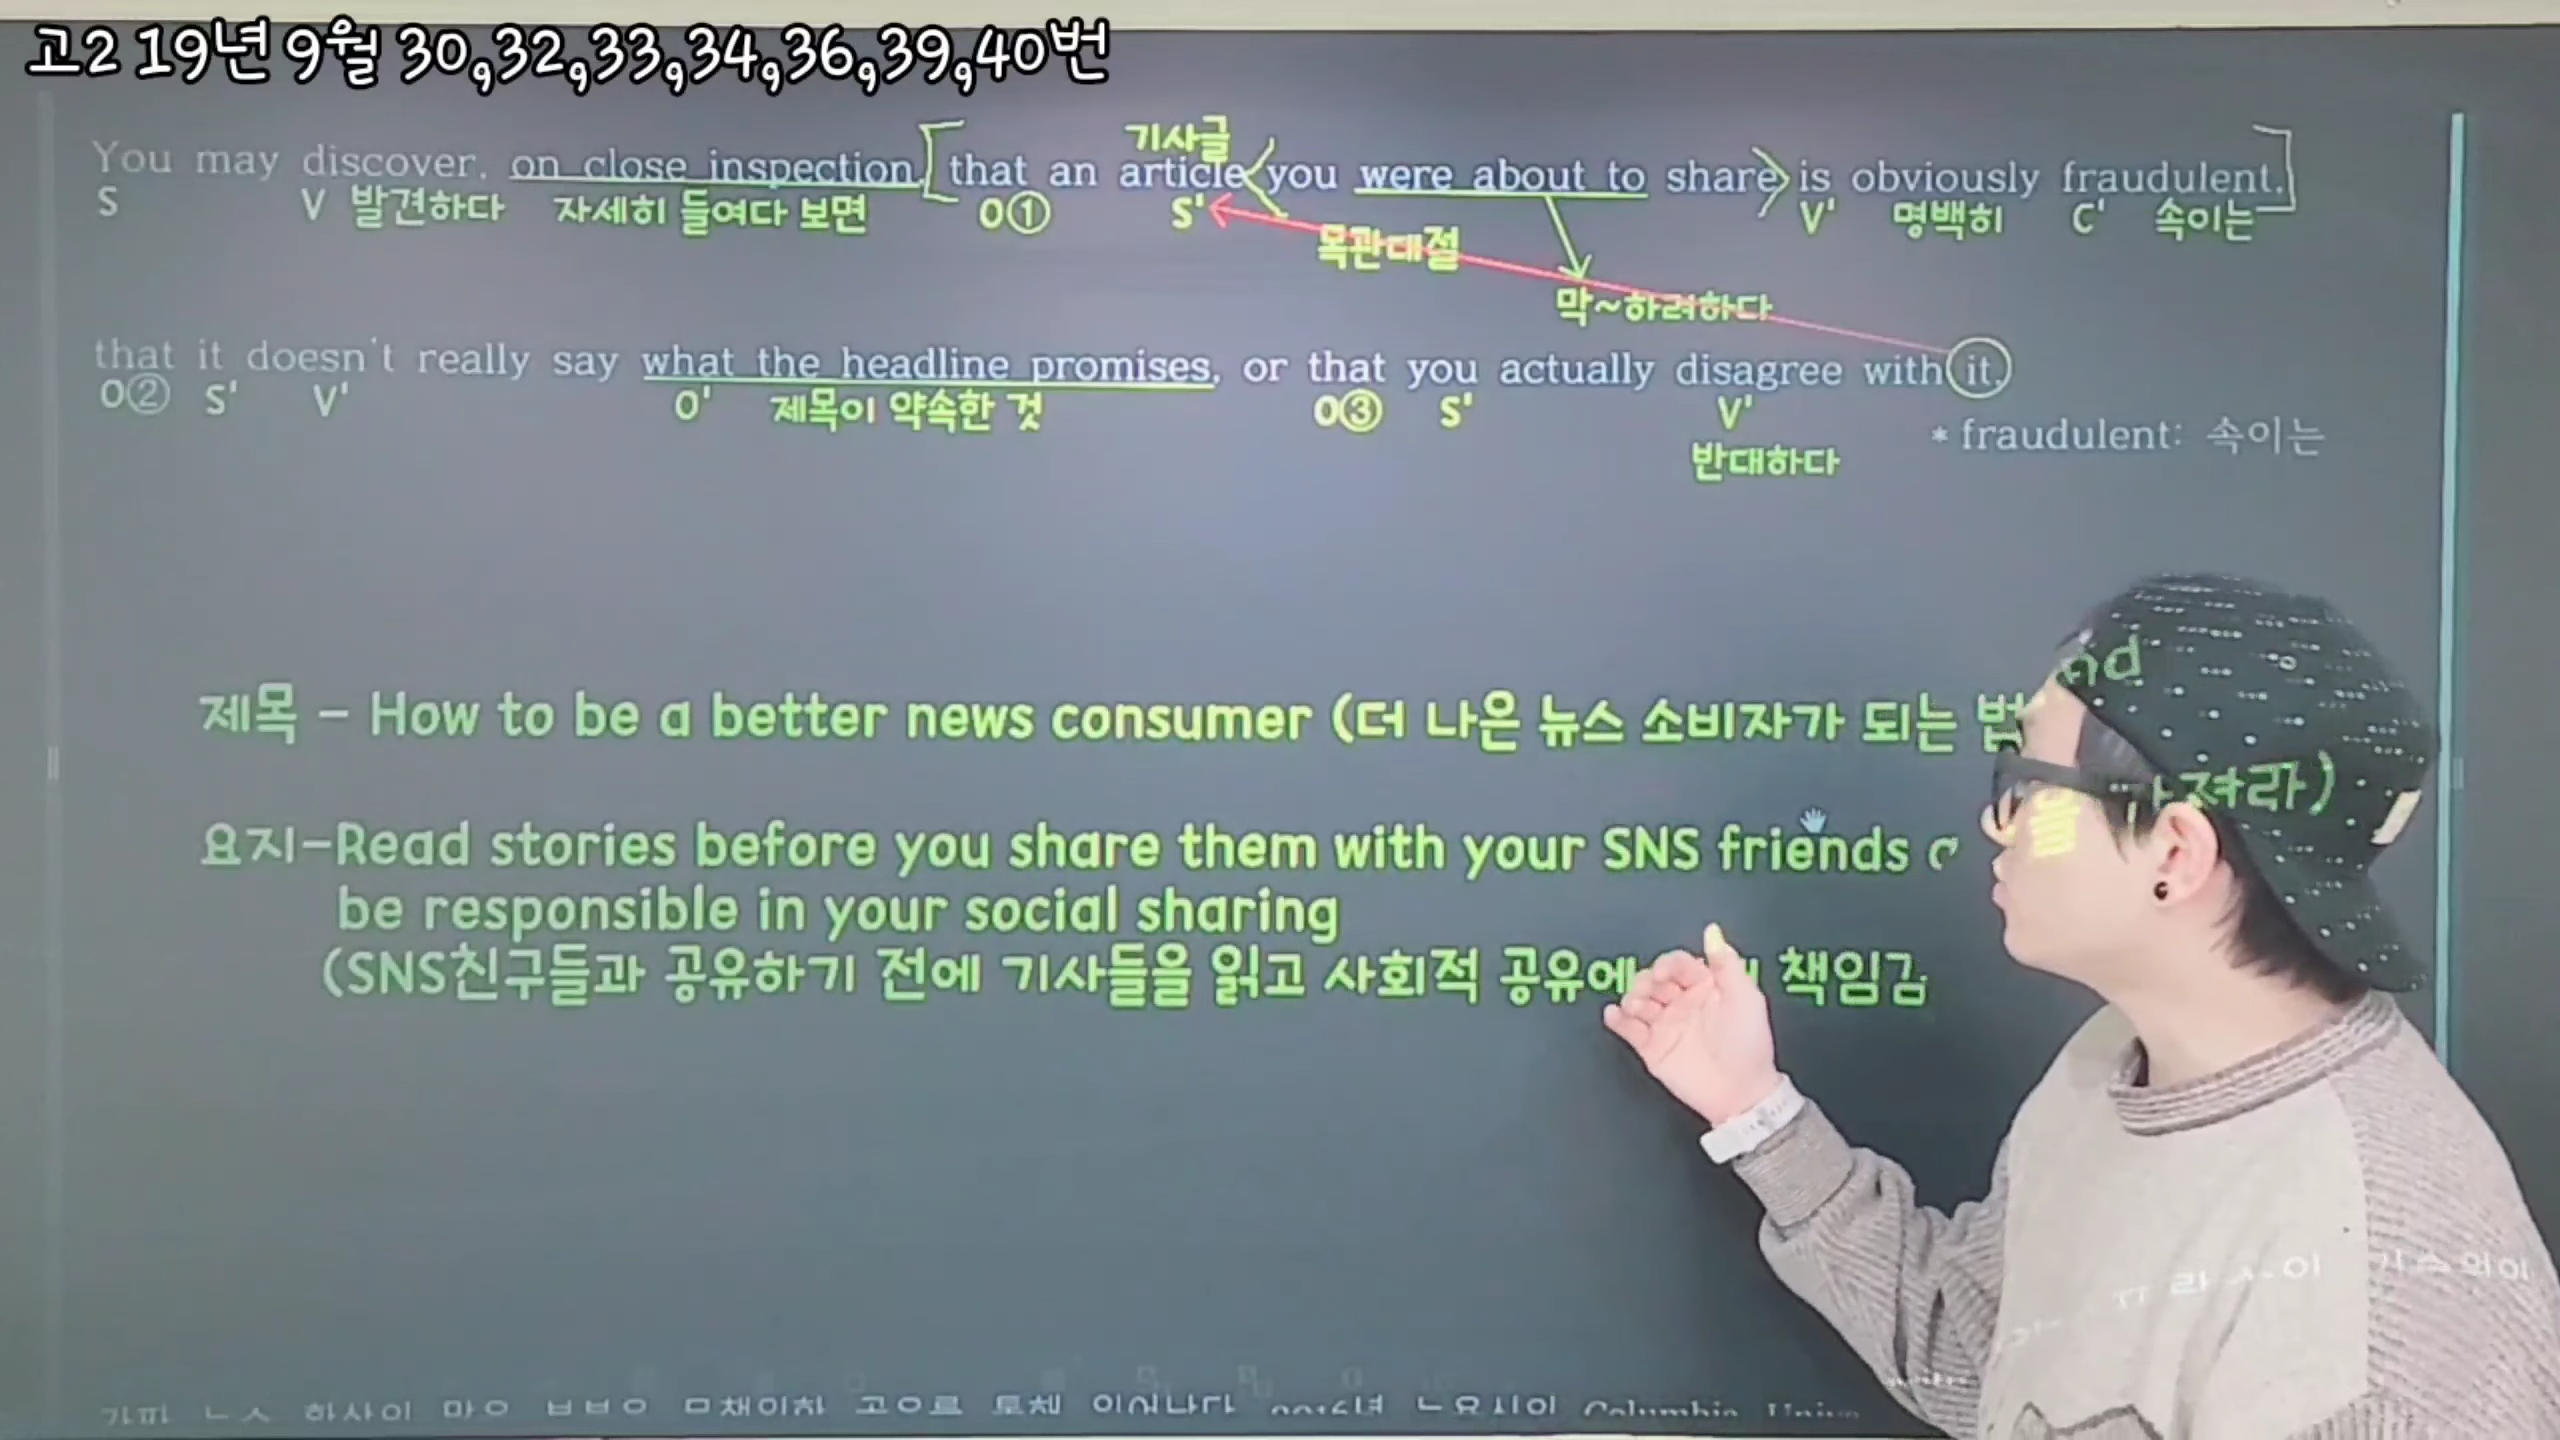 고2 19년 9월 30,32,33,34,36,39,40번
기사글
You may discover, on close inspection, that an article you were about to share is obviously fraudulent,
S V 발견하다 자세히 들여다 보면 O① S' V' 명백히 C' 속이는
목관대절
막~하려하다
that it doesn't really say what the headline promises, or that you actually disagree with it.
O② S' V' O' 제목이 약속한 것 O③ S' V'
반대하다
* fraudulent: 속이는
제목 - How to be a better news consumer (더 나은 뉴스 소비자가 되는 법
요지-Read stories before you share them with your SNS friends and
be responsible in your social sharing
(SNS친구들과 공유하기 전에 기사들을 읽고 사회적 공유에 책임감을 가져라)